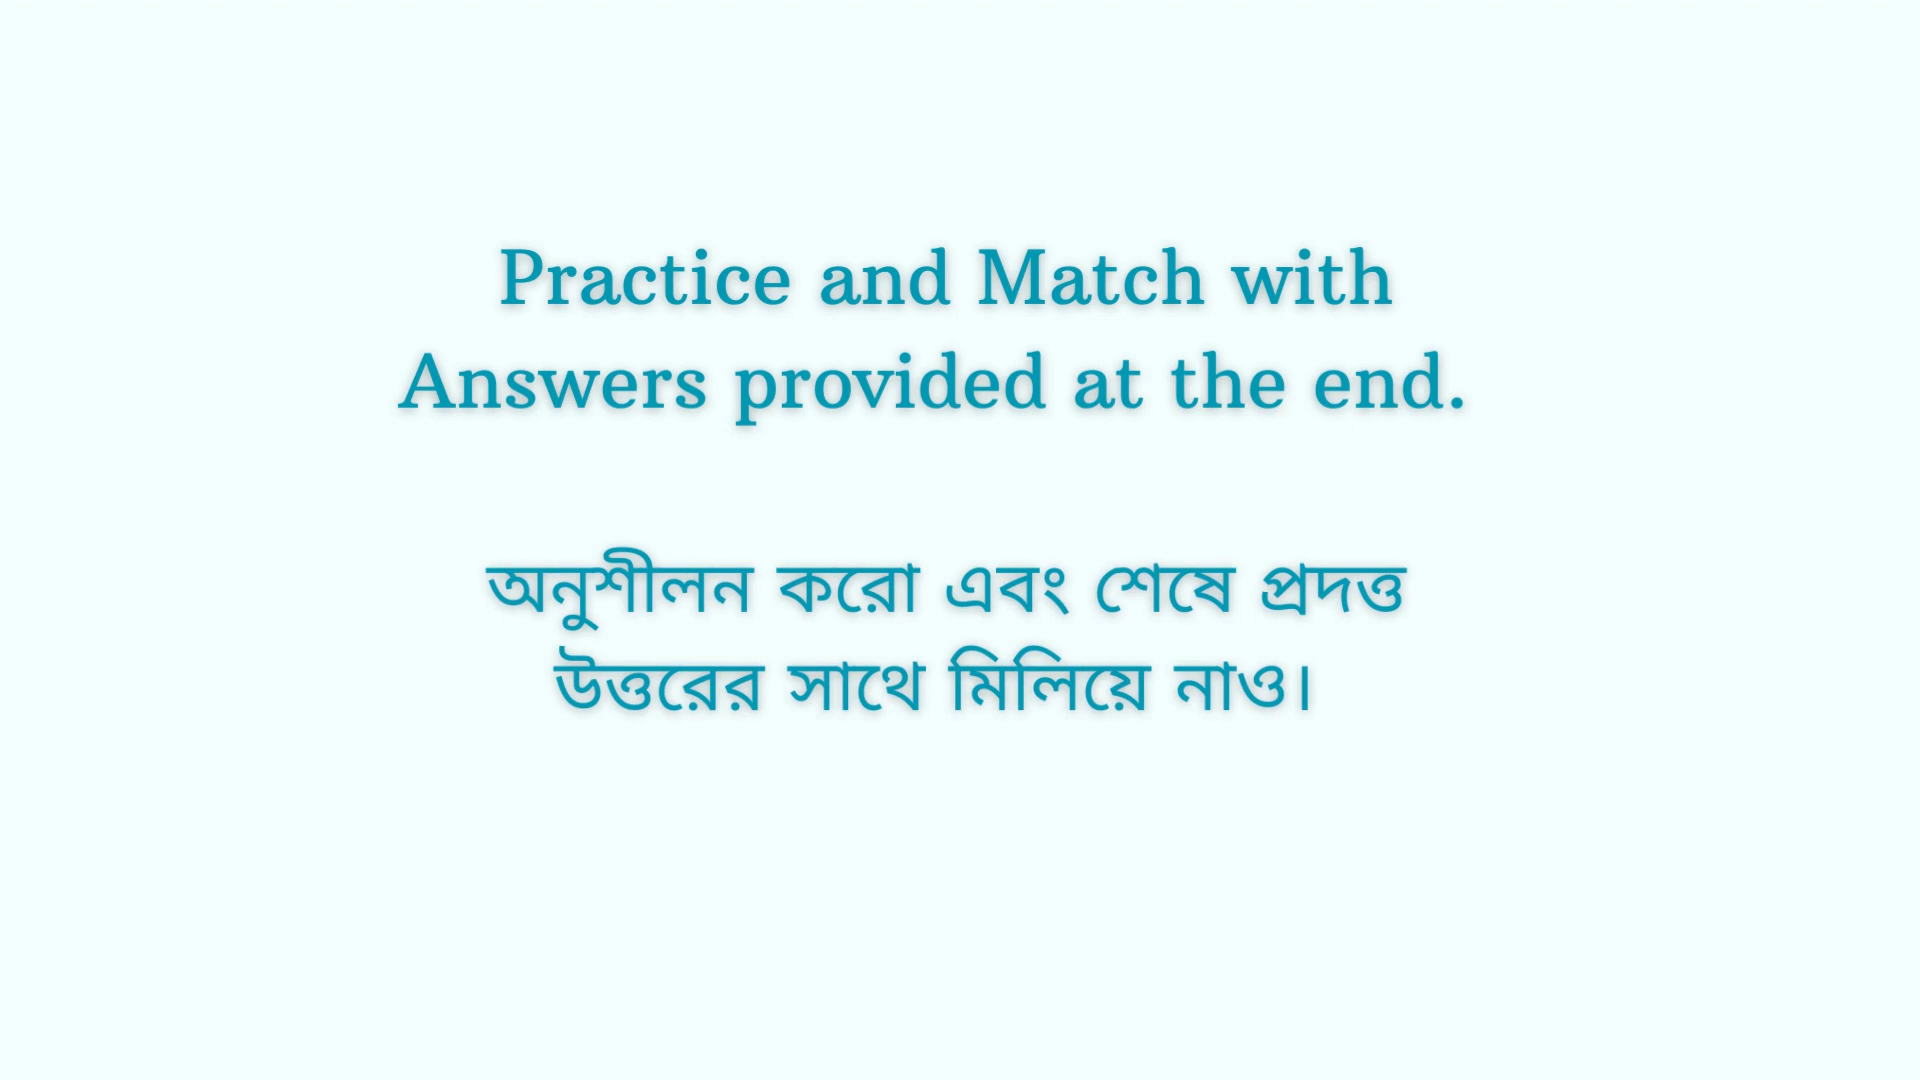 Practice and Match with
Answers provided at the end.
অনুশীলন করো এবং শেষে প্রদত্ত
উত্তরের সাথে মিলিয়ে নাও।